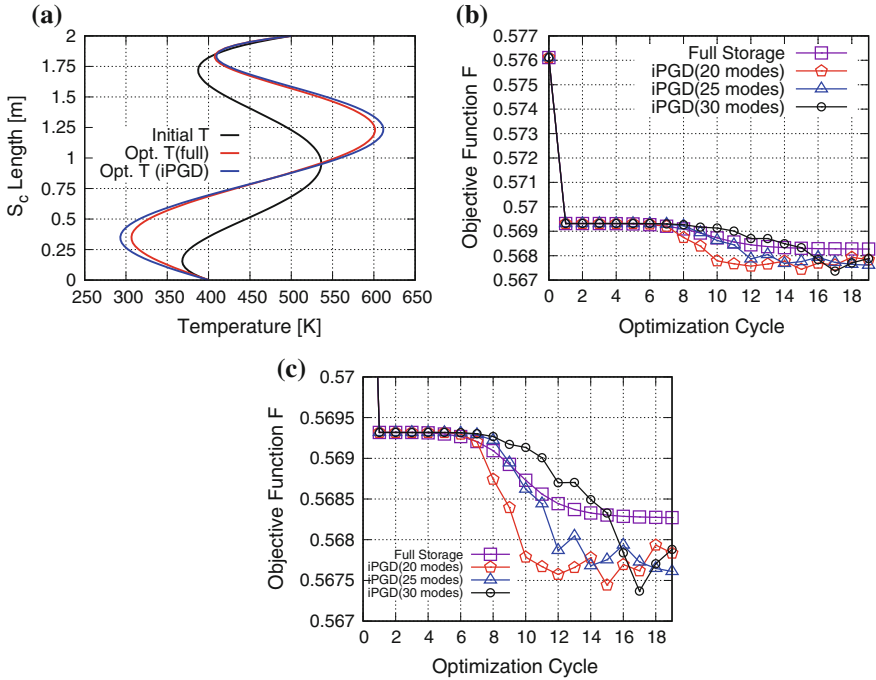 (a)
S_c Length [m]
2
1.75
1.5
1.25
1
0.75
0.5
0.25
0
Initial T
Opt. T(full)
Opt. T (iPGD)
250 300 350 400 450 500 550 600 650
Temperature [K]
(b)
Objective Function F
0.577
0.576
0.575
0.574
0.573
0.572
0.571
0.57
0.569
0.568
0.567
Full Storage
iPGD(20 modes)
iPGD(25 modes)
iPGD(30 modes)
0 2 4 6 8 10 12 14 16 18
Optimization Cycle
(c)
Objective Function F
0.57
0.5695
0.569
0.5685
0.568
0.5675
0.567
Full Storage
iPGD(20 modes)
iPGD(25 modes)
iPGD(30 modes)
0 2 4 6 8 10 12 14 16 18
Optimization Cycle